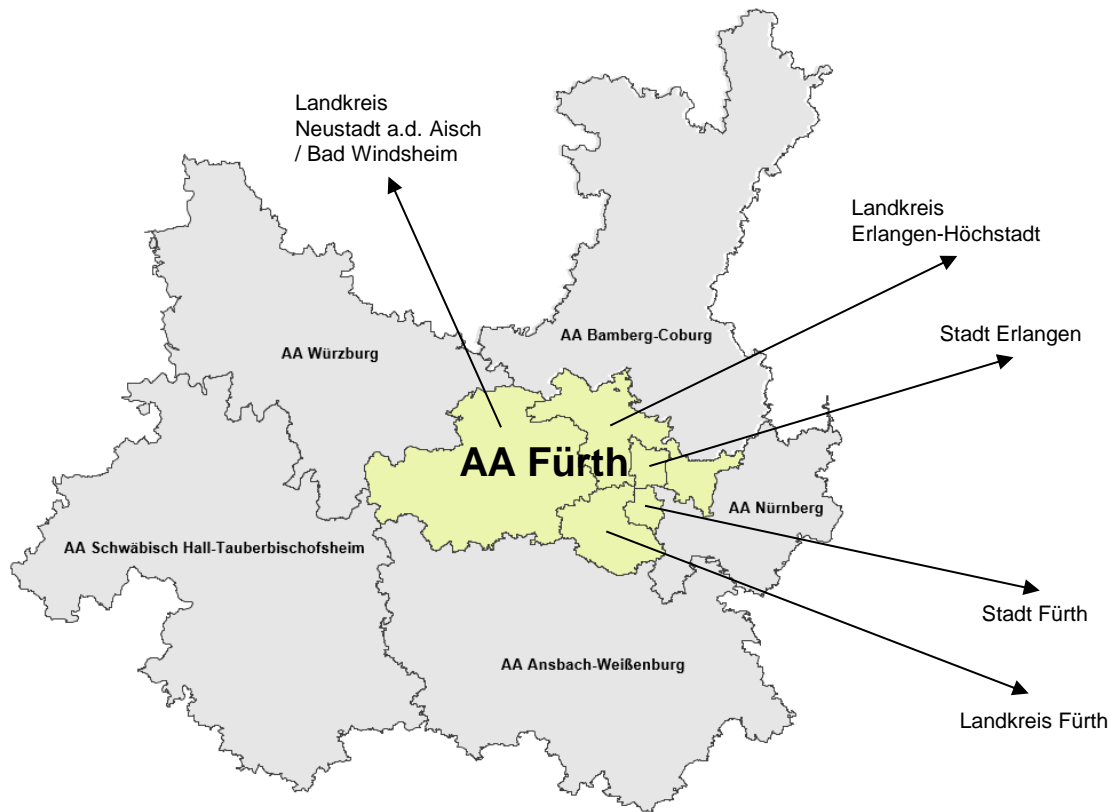 Landkreis
Neustadt a.d. Aisch
/ Bad Windsheim
Landkreis
Erlangen-Höchstadt
Stadt Erlangen
AA Würzburg
AA Bamberg-Coburg
AA Fürth
AA Nürnberg
AA Schwäbisch Hall-Tauberbischofsheim
Stadt Fürth
AA Ansbach-Weißenburg
Landkreis Fürth